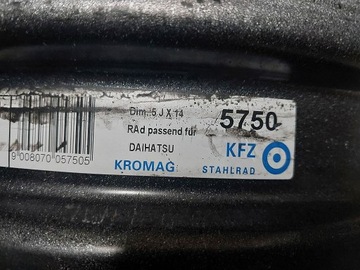 Dim.:5 J X 14
RAd passend für
DAIHATSU
KROMAG
5750
KFZ
STAHLRAD
9 008070 057505